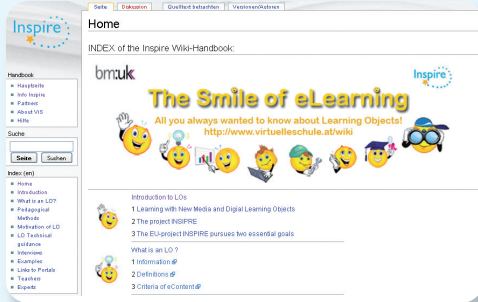 Seite Diskussion Quelltext betrachten Versionen/Autoren
Inspire
Home
INDEX of the Inspire Wiki-Handbook:
Handbook
Hauptseite
Info Inspire
Partners
About VIS
Hilfe
Suche
Seite Suchen
Index (en)
Home
Introduction
What is an LO?
Pedagogical
Methods
Motivation of LO
LO Technical
guidance
Interviews
Examples
Links to Portals
Teachers
Experts
bm:uk Inspire
The Smile of eLearning
All you always wanted to know about Learning Objects!
http://www.virtuelleschule.at/wiki
Introduction to LOs
1 Learning with New Media and Digial Learning Objects
2 The project INSIPRE
3 The EU-project INSPIRE pursues two essential goals
What is an LO ?
1 Information
2 Definitions
3 Criteria of eContent